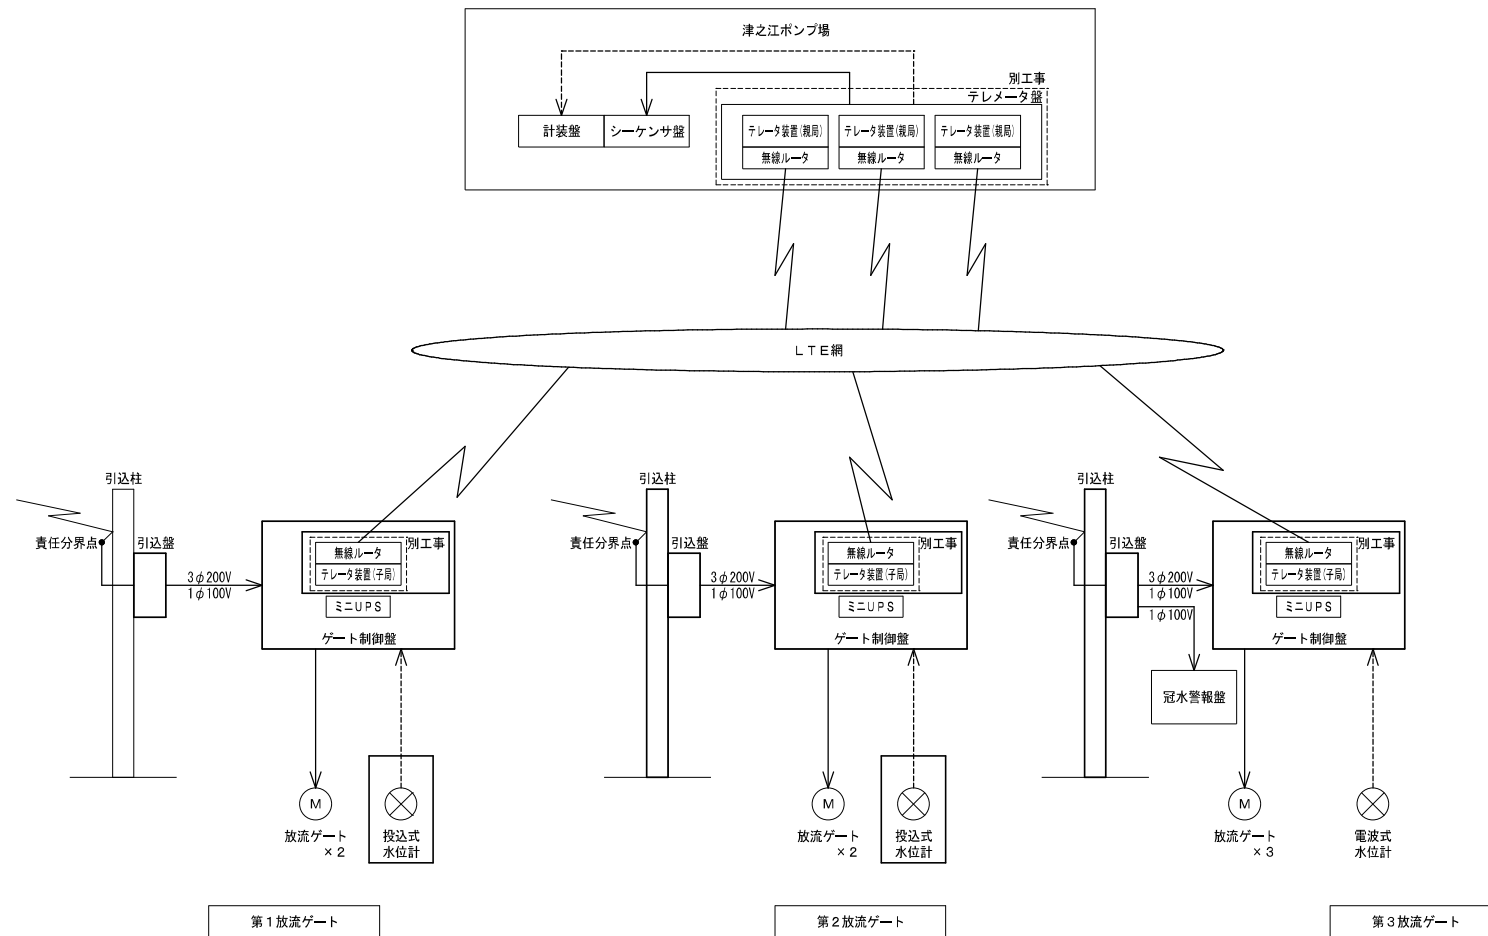 津之江ポンプ場
別工事
テレメータ盤
計装盤
シーケンサ盤
テレータ装置(親局)
テレータ装置(親局)
テレータ装置(親局)
無線ルータ
無線ルータ
無線ルータ
LTE網
引込柱
責任分界点
引込盤
3φ200V
1φ100V
無線ルータ
別工事
テレータ装置(子局)
ミニUPS
ゲート制御盤
M
放流ゲート
×2
投込式
水位計
第1放流ゲート
引込柱
責任分界点
引込盤
3φ200V
1φ100V
無線ルータ
別工事
テレータ装置(子局)
ミニUPS
ゲート制御盤
M
放流ゲート
×2
投込式
水位計
第2放流ゲート
引込柱
責任分界点
引込盤
3φ200V
1φ100V
1φ100V
冠水警報盤
無線ルータ
別工事
テレータ装置(子局)
ミニUPS
ゲート制御盤
M
放流ゲート
×3
電波式
水位計
第3放流ゲート